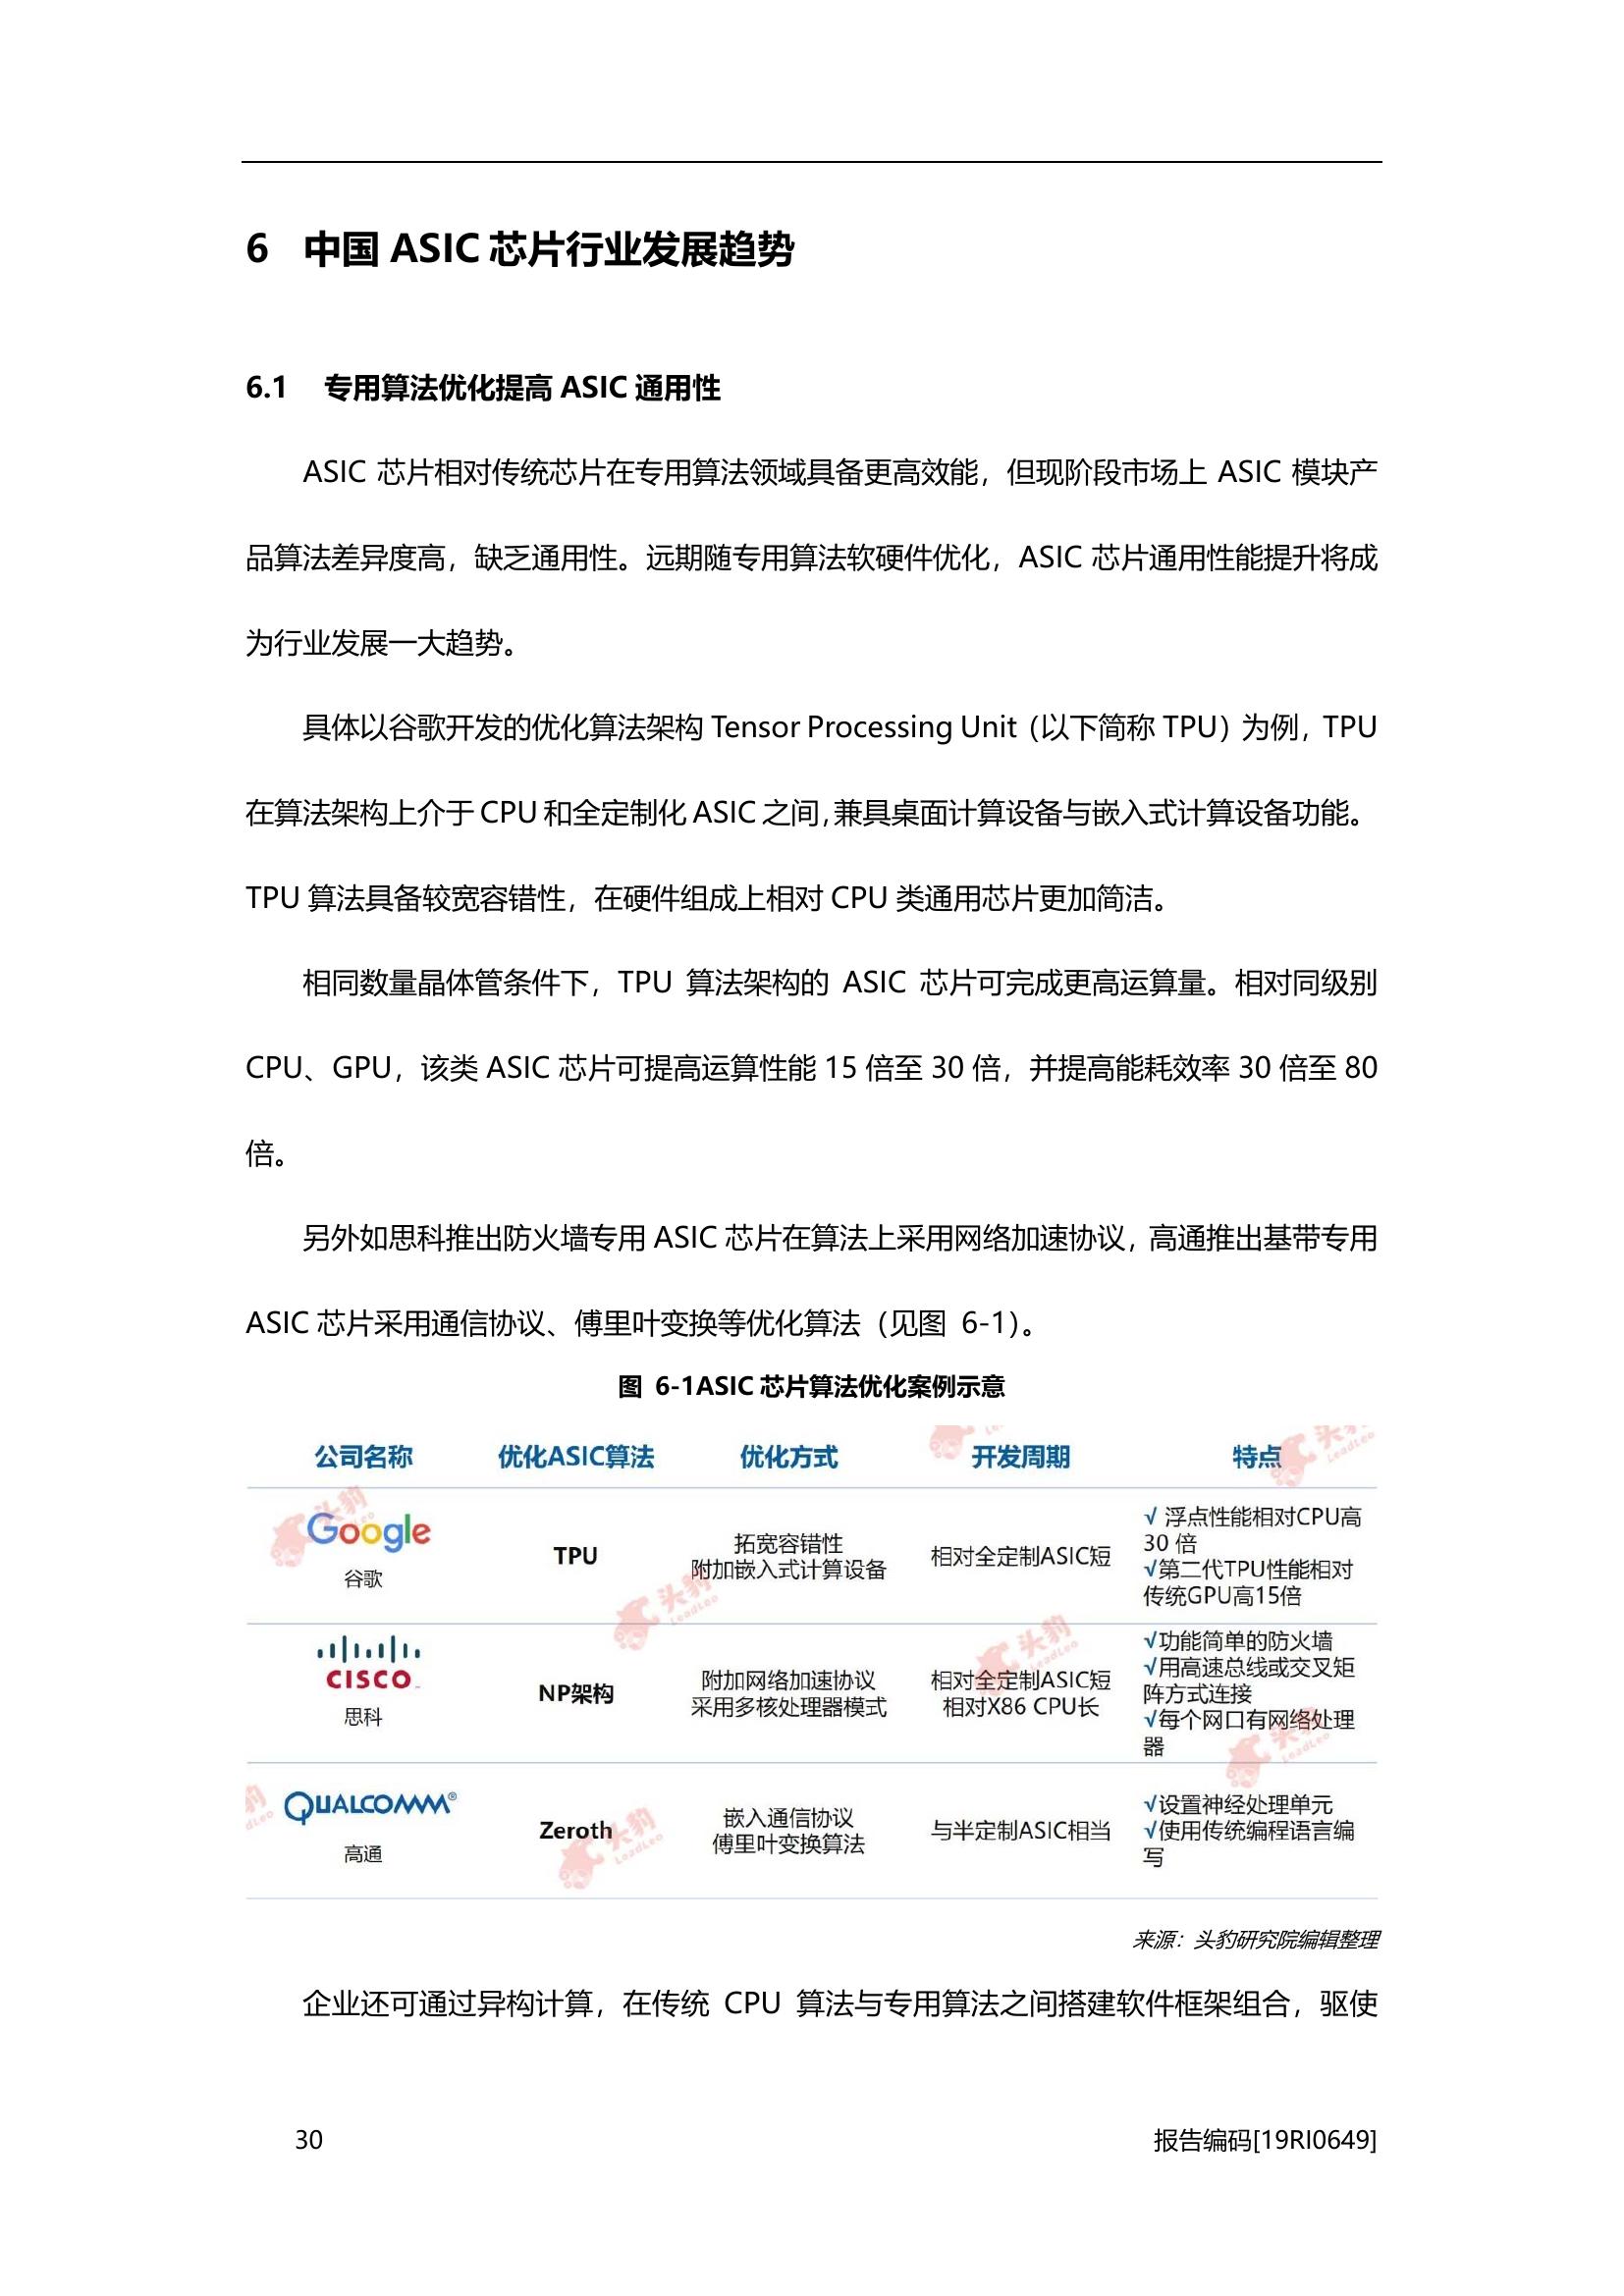 6 中国 ASIC 芯片行业发展趋势
6.1 专用算法优化提高 ASIC 通用性
ASIC 芯片相对传统芯片在专用算法领域具备更高效能，但现阶段市场上 ASIC 模块产
品算法差异度高，缺乏通用性。远期随专用算法软硬件优化，ASIC 芯片通用性能提升将成
为行业发展一大趋势。
具体以谷歌开发的优化算法架构 Tensor Processing Unit（以下简称 TPU）为例，TPU
在算法架构上介于 CPU 和全定制化 ASIC 之间，兼具桌面计算设备与嵌入式计算设备功能。
TPU 算法具备较宽容错性，在硬件组成上相对 CPU 类通用芯片更加简洁。
相同数量晶体管条件下，TPU 算法架构的 ASIC 芯片可完成更高运算量。相对同级别
CPU、GPU，该类 ASIC 芯片可提高运算性能 15 倍至 30 倍，并提高能耗效率 30 倍至 80
倍。
另外如思科推出防火墙专用 ASIC 芯片在算法上采用网络加速协议，高通推出基带专用
ASIC 芯片采用通信协议、傅里叶变换等优化算法（见图 6-1）。
图 6-1ASIC 芯片算法优化案例示意
公司名称 优化ASIC算法 优化方式 开发周期 特点
Google
谷歌
TPU
拓宽容错性
附加嵌入式计算设备
相对全定制ASIC短
√ 浮点性能相对CPU高
30 倍
√第二代TPU性能相对
传统GPU高15倍
CISCO
思科
NP架构
附加网络加速协议
采用多核处理器模式
相对全定制ASIC短
相对X86 CPU长
√功能简单的防火墙
√用高速总线或交叉矩
阵方式连接
√每个网口有网络处理
器
QUALCOMM®
高通
Zeroth
嵌入通信协议
傅里叶变换算法
与半定制ASIC相当
√设置神经处理单元
√使用传统编程语言编
写
来源：头豹研究院编辑整理
企业还可通过异构计算，在传统 CPU 算法与专用算法之间搭建软件框架组合，驱使
30 报告编码[19RI0649]
头豹
LeadLeo